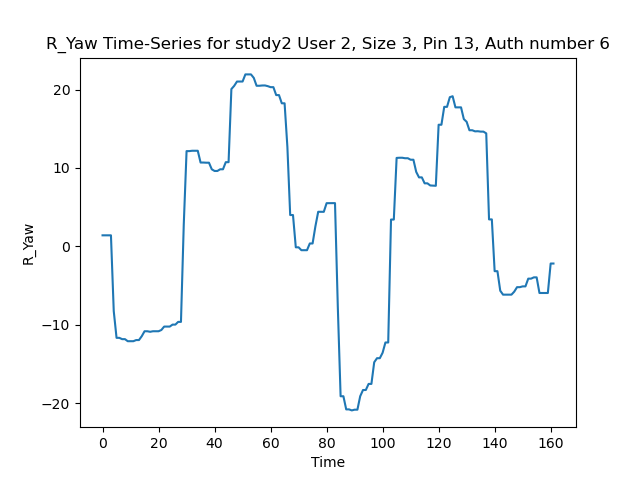 R_Yaw Time-Series for study2 User 2, Size 3, Pin 13, Auth number 6
20
10
0
−10
−20
R_Yaw
0 20 40 60 80 100 120 140 160
Time